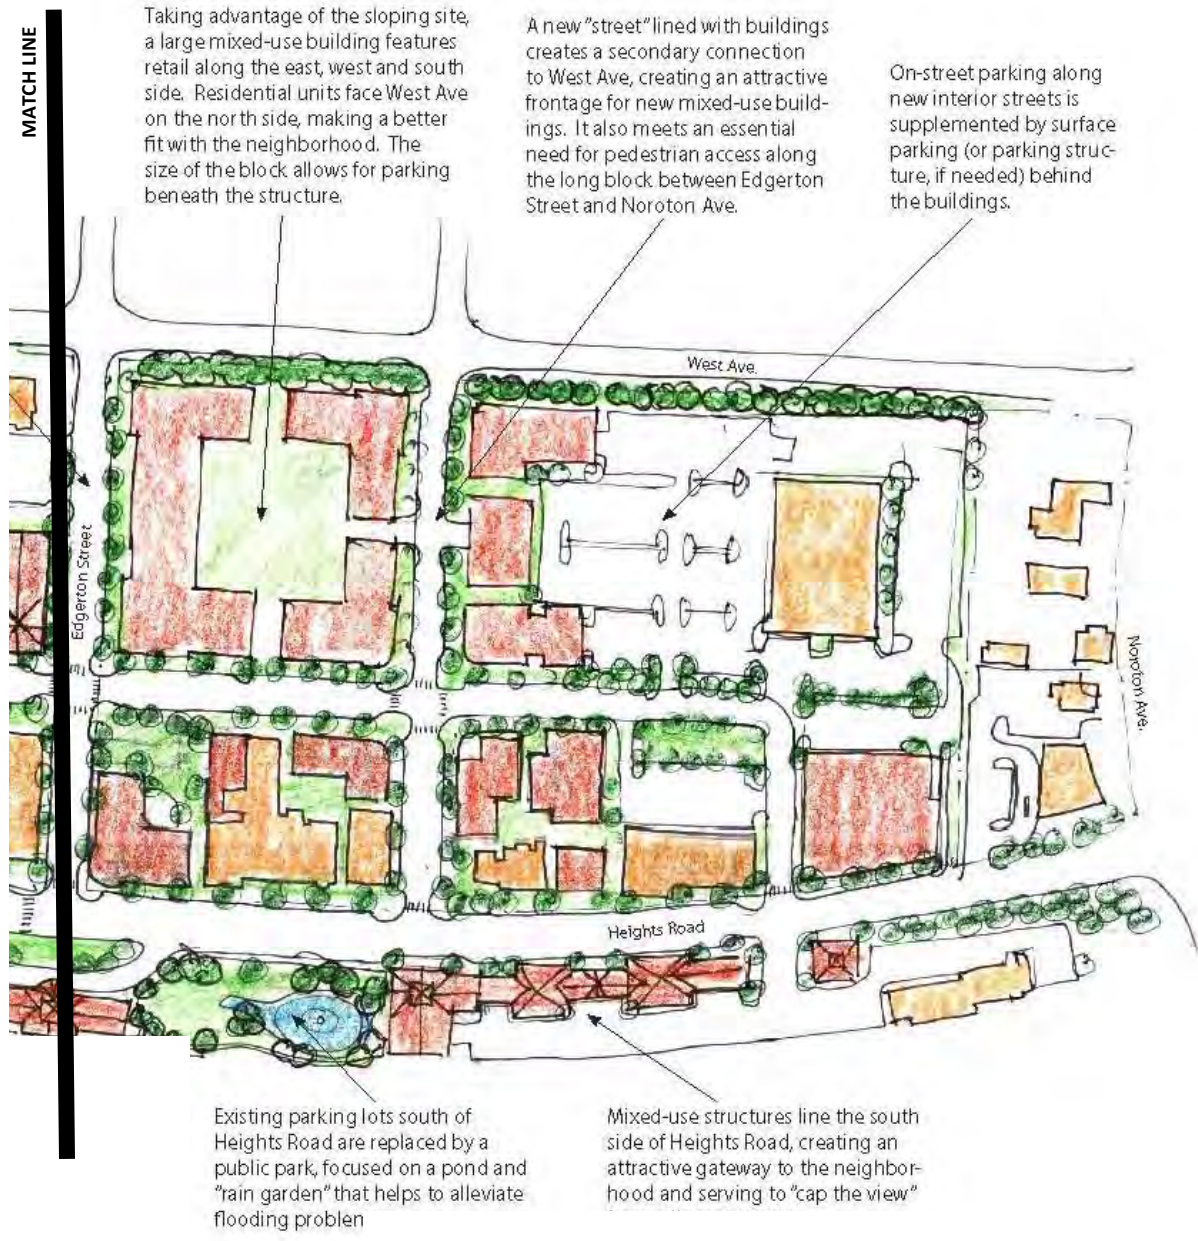 MATCH LINE
Taking advantage of the sloping site,
a large mixed-use building features
retail along the east, west and south
side. Residential units face West Ave
on the north side, making a better
fit with the neighborhood. The
size of the block allows for parking
beneath the structure.
A new "street" lined with buildings
creates a secondary connection
to West Ave, creating an attractive
frontage for new mixed-use build-
ings. It also meets an essential
need for pedestrian access along
the long block between Edgerton
Street and Noroton Ave.
On-street parking along
new interior streets is
supplemented by surface
parking (or parking struc-
ture, if needed) behind
the buildings.
West Ave.
Edgerton Street
Noroton Ave.
Heights Road
Existing parking lots south of
Heights Road are replaced by a
public park, focused on a pond and
"rain garden" that helps to alleviate
flooding problen
Mixed-use structures line the south
side of Heights Road, creating an
attractive gateway to the neighbor-
hood and serving to "cap the view"